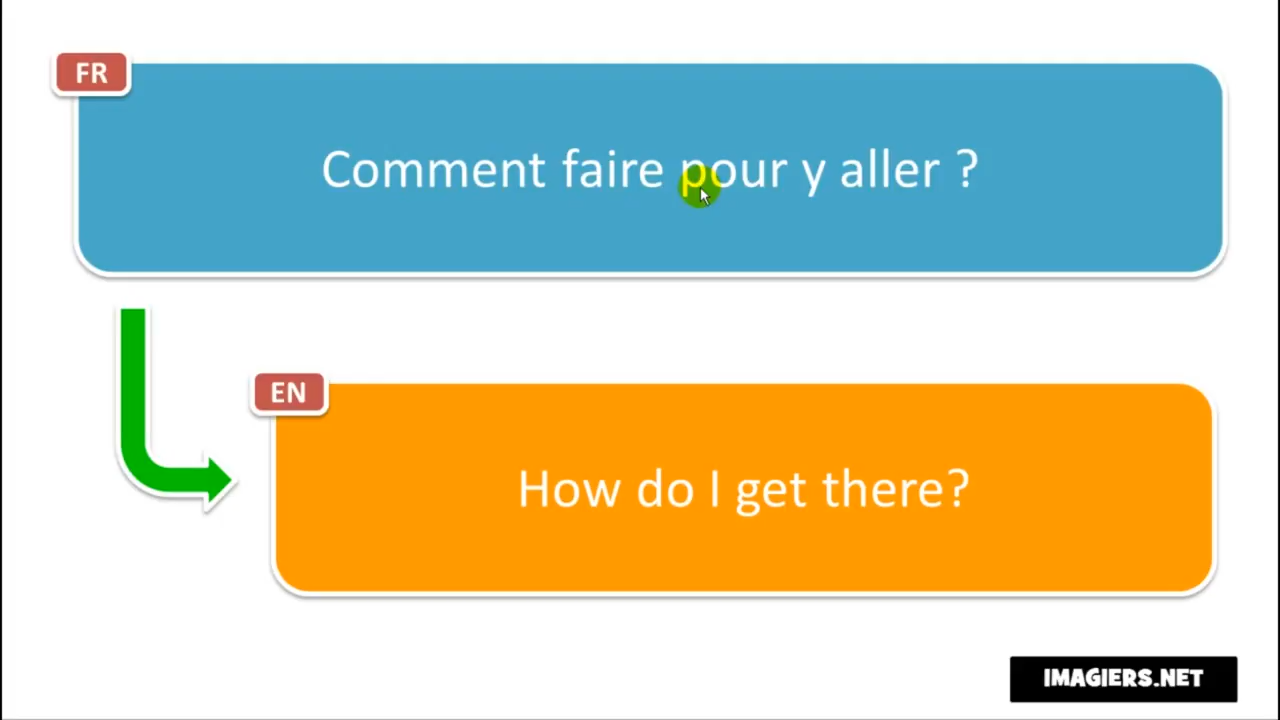 FR
Comment faire pour y aller ?
EN
How do I get there?
IMAGIERS.NET